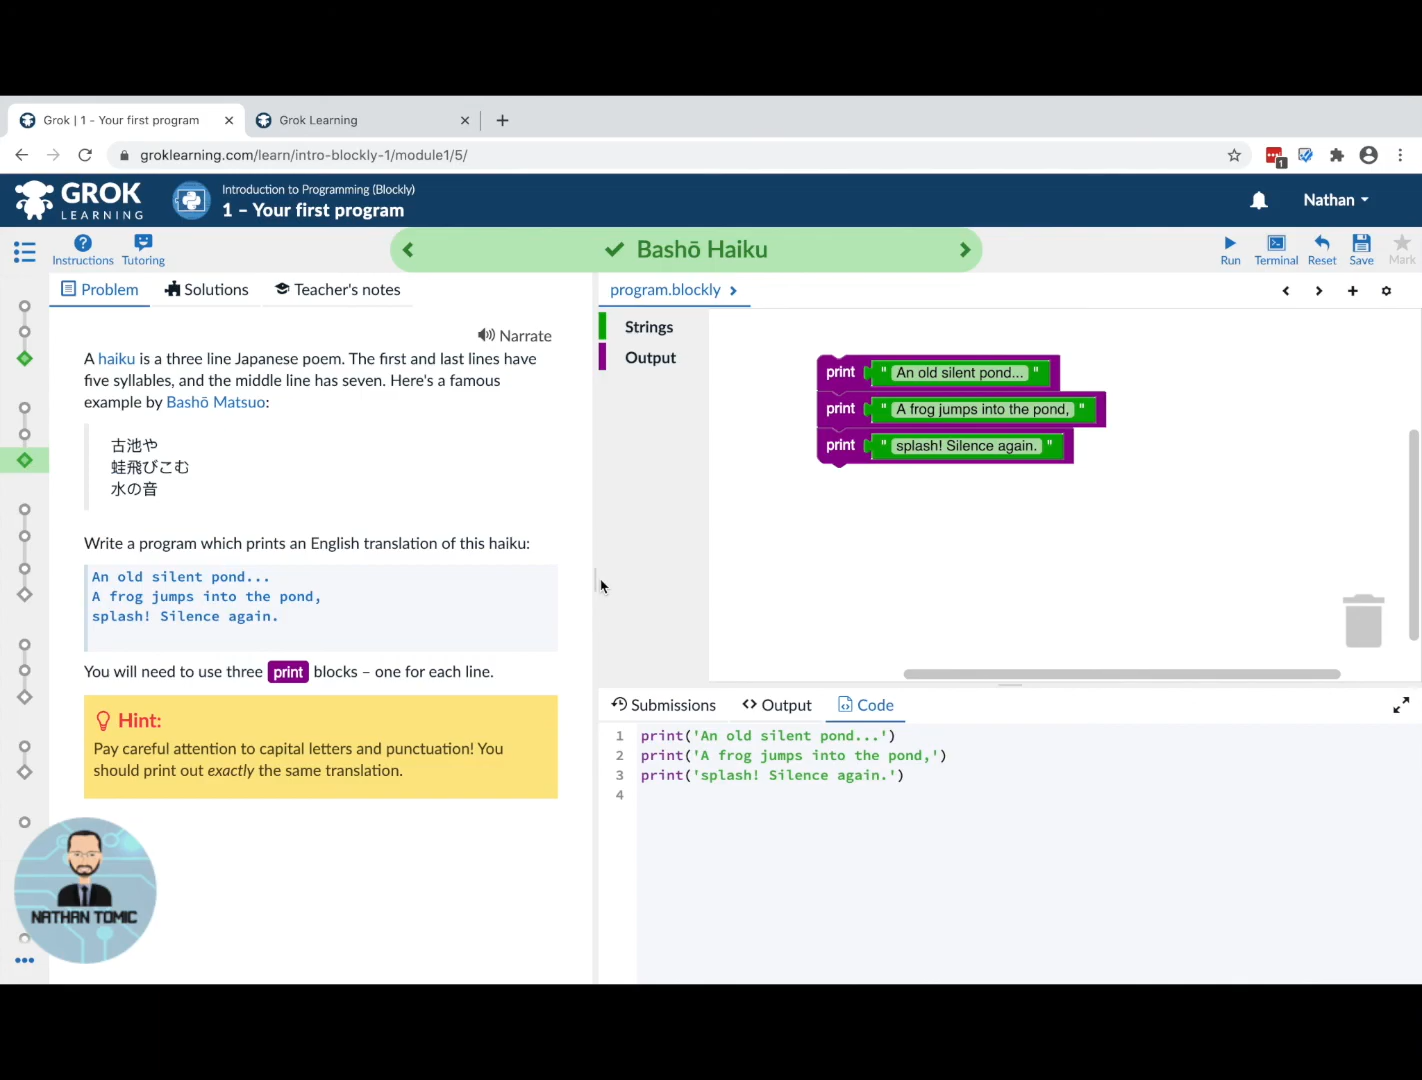 Grok | 1 - Your first program
Grok Learning
groklearning.com/learn/intro-blockly-1/module1/5/
1
GROK
LEARNING
Introduction to Programming (Blockly)
1 – Your first program
Nathan
Instructions
Tutoring
Bashō Haiku
Run
Terminal
Reset
Save
Mark
Problem
Solutions
Teacher's notes
Narrate
A haiku is a three line Japanese poem. The first and last lines have
five syllables, and the middle line has seven. Here's a famous
example by Bashō Matsuo:
古池や
蛙飛びこむ
水の音
Write a program which prints an English translation of this haiku:
An old silent pond...
A frog jumps into the pond,
splash! Silence again.
You will need to use three print blocks – one for each line.
Hint:
Pay careful attention to capital letters and punctuation! You
should print out exactly the same translation.
NATHAN TOMIC
program.blockly
Strings
Output
print " An old silent pond... "
print " A frog jumps into the pond, "
print " splash! Silence again. "
Submissions
Output
Code
1 print('An old silent pond...')
2 print('A frog jumps into the pond,')
3 print('splash! Silence again.')
4